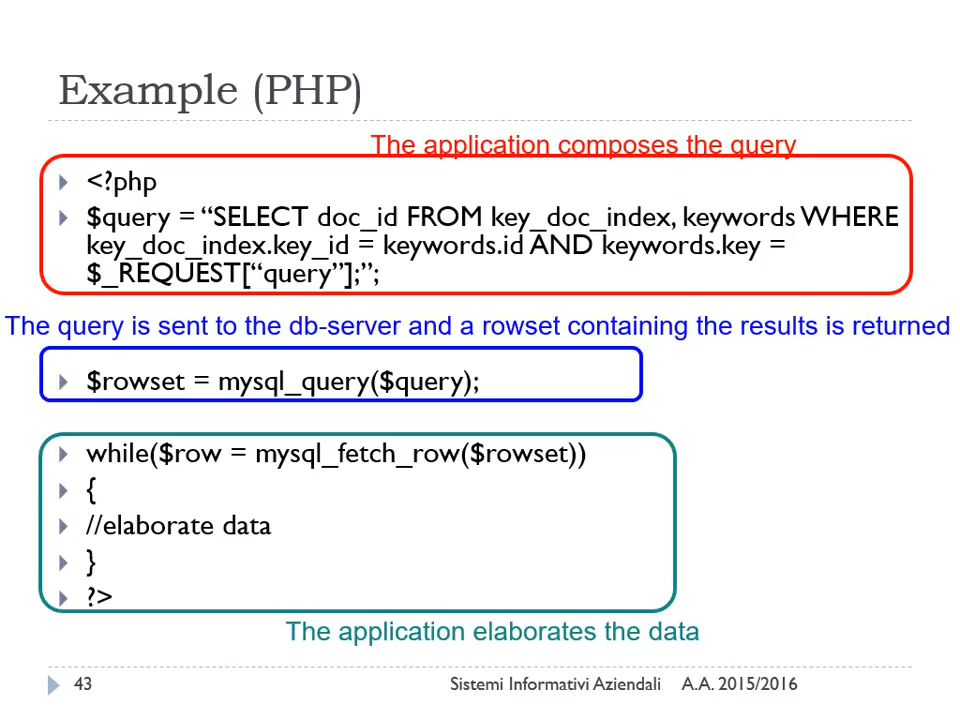 Example (PHP)
The application composes the query
<?php
$query = “SELECT doc_id FROM key_doc_index, keywords WHERE
key_doc_index.key_id = keywords.id AND keywords.key =
$_REQUEST[“query”];”;
The query is sent to the db-server and a rowset containing the results is returned
$rowset = mysql_query($query);
while($row = mysql_fetch_row($rowset))
{
//elaborate data
}
?>
The application elaborates the data
43 Sistemi Informativi Aziendali A.A. 2015/2016